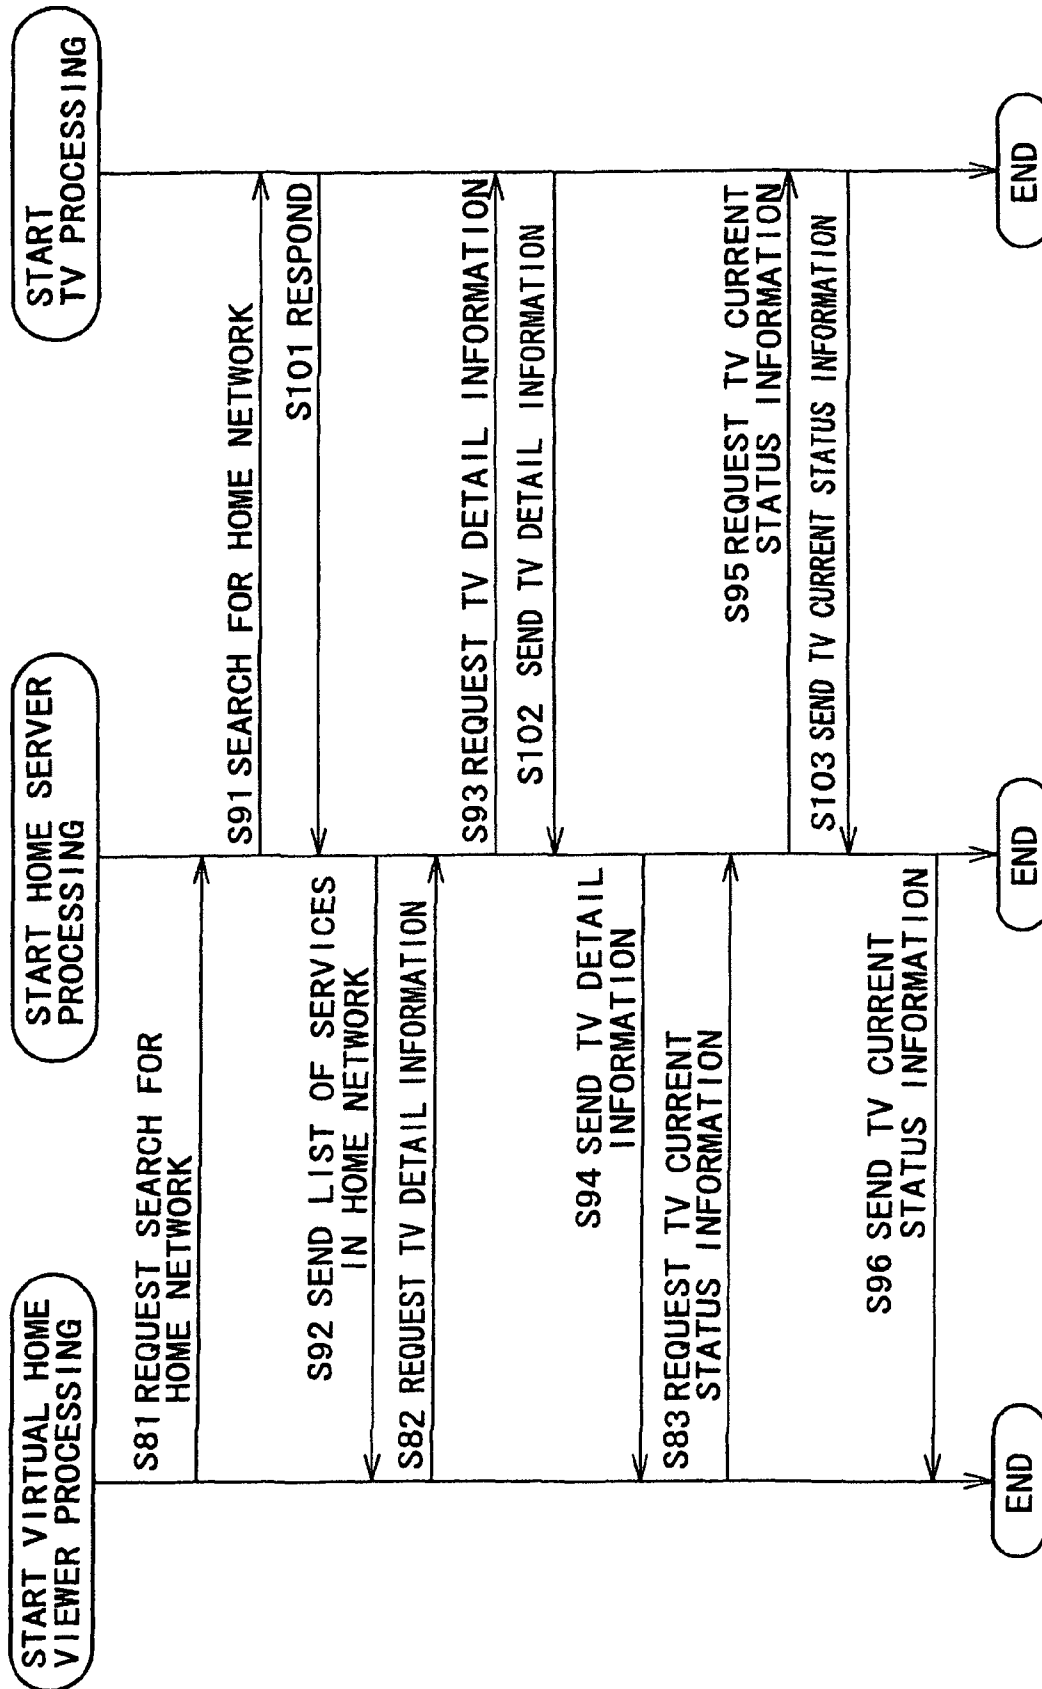 START VIRTUAL HOME
VIEWER PROCESSING
START HOME SERVER
PROCESSING
START
TV PROCESSING
S81 REQUEST SEARCH FOR
HOME NETWORK
S91 SEARCH FOR HOME NETWORK
S101 RESPOND
S92 SEND LIST OF SERVICES
IN HOME NETWORK
S82 REQUEST TV DETAIL INFORMATION
S93 REQUEST TV DETAIL INFORMATION
S102 SEND TV DETAIL INFORMATION
S94 SEND TV DETAIL
INFORMATION
S83 REQUEST TV CURRENT
STATUS INFORMATION
S95 REQUEST TV CURRENT
STATUS INFORMATION
S103 SEND TV CURRENT STATUS INFORMATION
S96 SEND TV CURRENT
STATUS INFORMATION
END
END
END